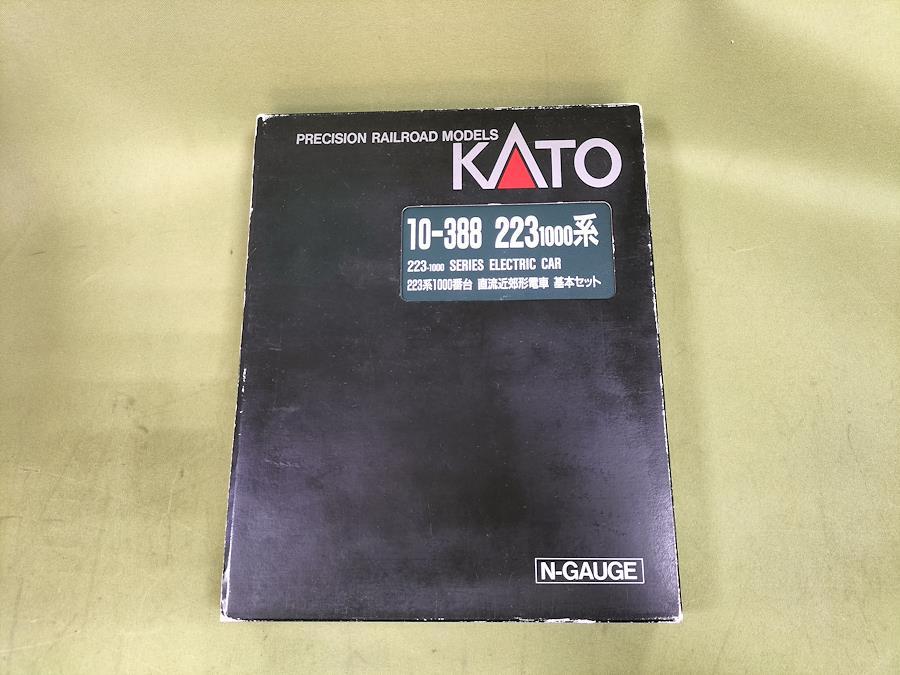 PRECISION RAILROAD MODELS
KATO
10-388 223 1000系
223-1000 SERIES ELECTRIC CAR
223系1000番台 直流近郊形電車 基本セット
N-GAUGE